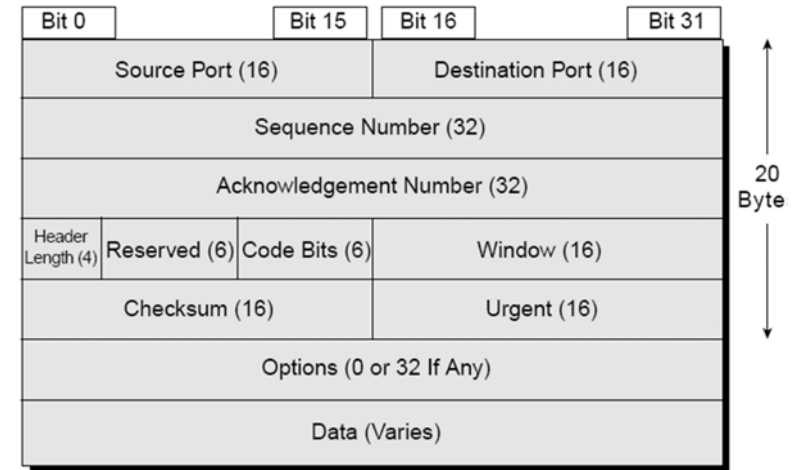 Bit 0 Bit 15 Bit 16 Bit 31
Source Port (16) Destination Port (16)
Sequence Number (32)
Acknowledgement Number (32)
Header
Length (4) Reserved (6) Code Bits (6) Window (16)
Checksum (16) Urgent (16)
Options (0 or 32 If Any)
Data (Varies)
20
Byte